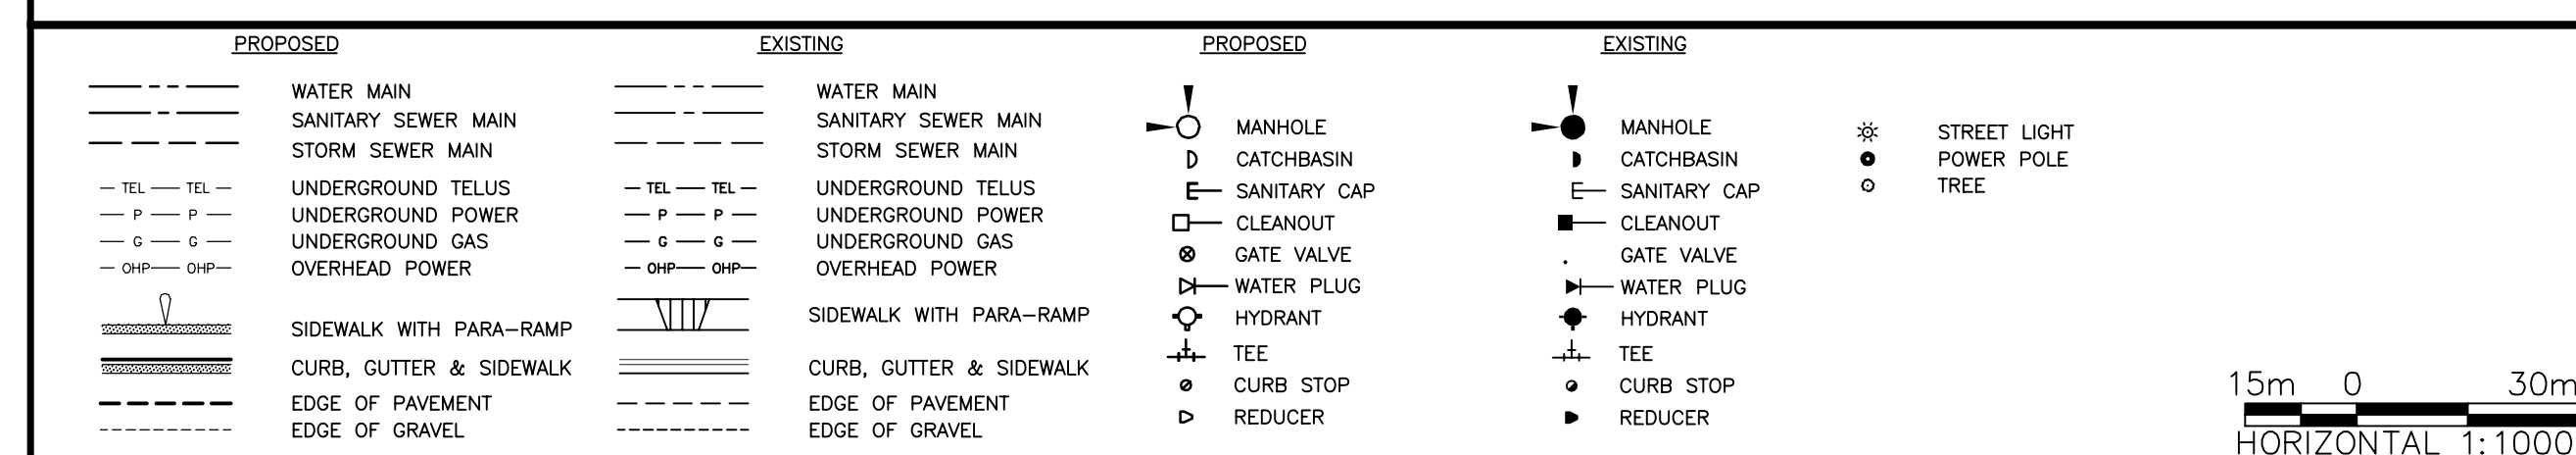 PROPOSED
WATER MAIN
SANITARY SEWER MAIN
STORM SEWER MAIN
TEL TEL UNDERGROUND TELUS
P P UNDERGROUND POWER
G G UNDERGROUND GAS
OHP OHP OVERHEAD POWER
SIDEWALK WITH PARA-RAMP
CURB, GUTTER & SIDEWALK
EDGE OF PAVEMENT
EDGE OF GRAVEL
EXISTING
WATER MAIN
SANITARY SEWER MAIN
STORM SEWER MAIN
TEL TEL UNDERGROUND TELUS
P P UNDERGROUND POWER
G G UNDERGROUND GAS
OHP OHP OVERHEAD POWER
SIDEWALK WITH PARA-RAMP
CURB, GUTTER & SIDEWALK
EDGE OF PAVEMENT
EDGE OF GRAVEL
PROPOSED
MANHOLE
CATCHBASIN
SANITARY CAP
CLEANOUT
GATE VALVE
WATER PLUG
HYDRANT
TEE
CURB STOP
REDUCER
EXISTING
MANHOLE
CATCHBASIN
SANITARY CAP
CLEANOUT
GATE VALVE
WATER PLUG
HYDRANT
TEE
CURB STOP
REDUCER
STREET LIGHT
POWER POLE
TREE
15m 0 30m
HORIZONTAL 1:1000